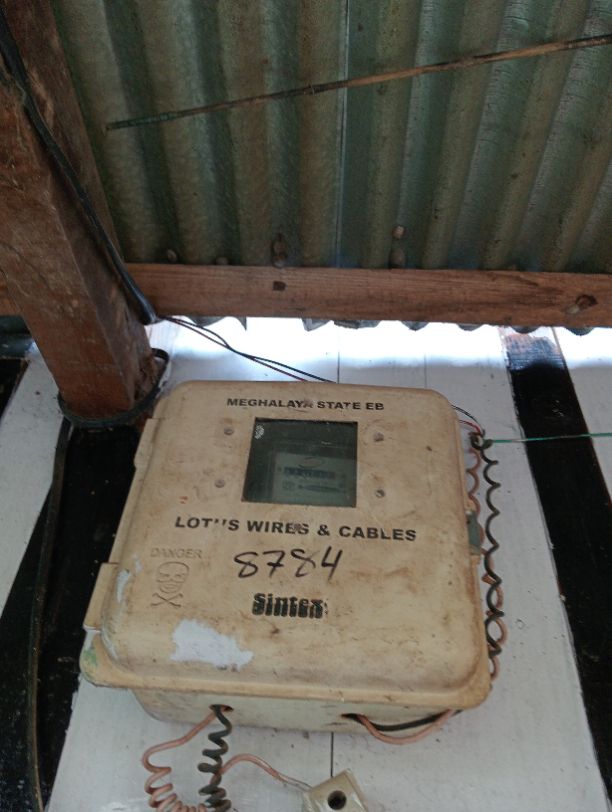 MEGHALAYA STATE EB
LOTUS WIRES & CABLES
DANGER
8784
Sintex